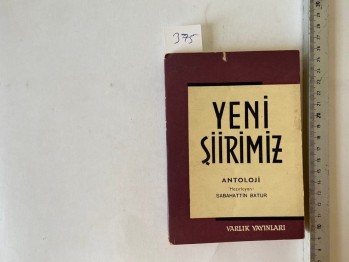 375
YENİ
ŞİİRİMİZ
ANTOLOJİ
Hazırlayan:
SABAHATTİN BATUR
VARLIK YAYINLARI